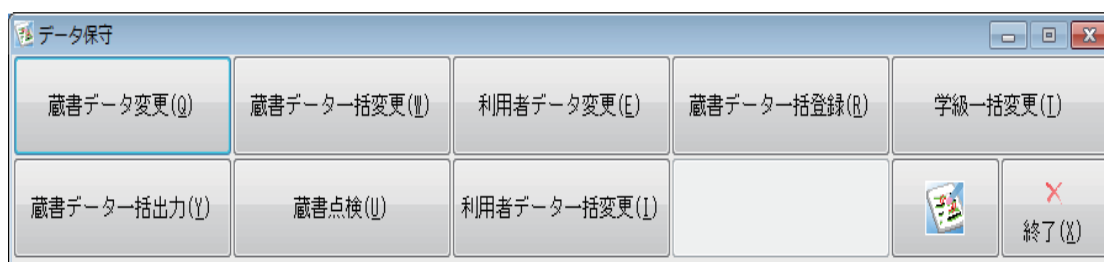 データ保守
蔵書データ変更(Q)
蔵書データ一括変更(W)
利用者データ変更(E)
蔵書データ一括登録(R)
学級一括変更(T)
蔵書データ一括出力(Y)
蔵書点検(U)
利用者データ一括変更(I)
終了(X)